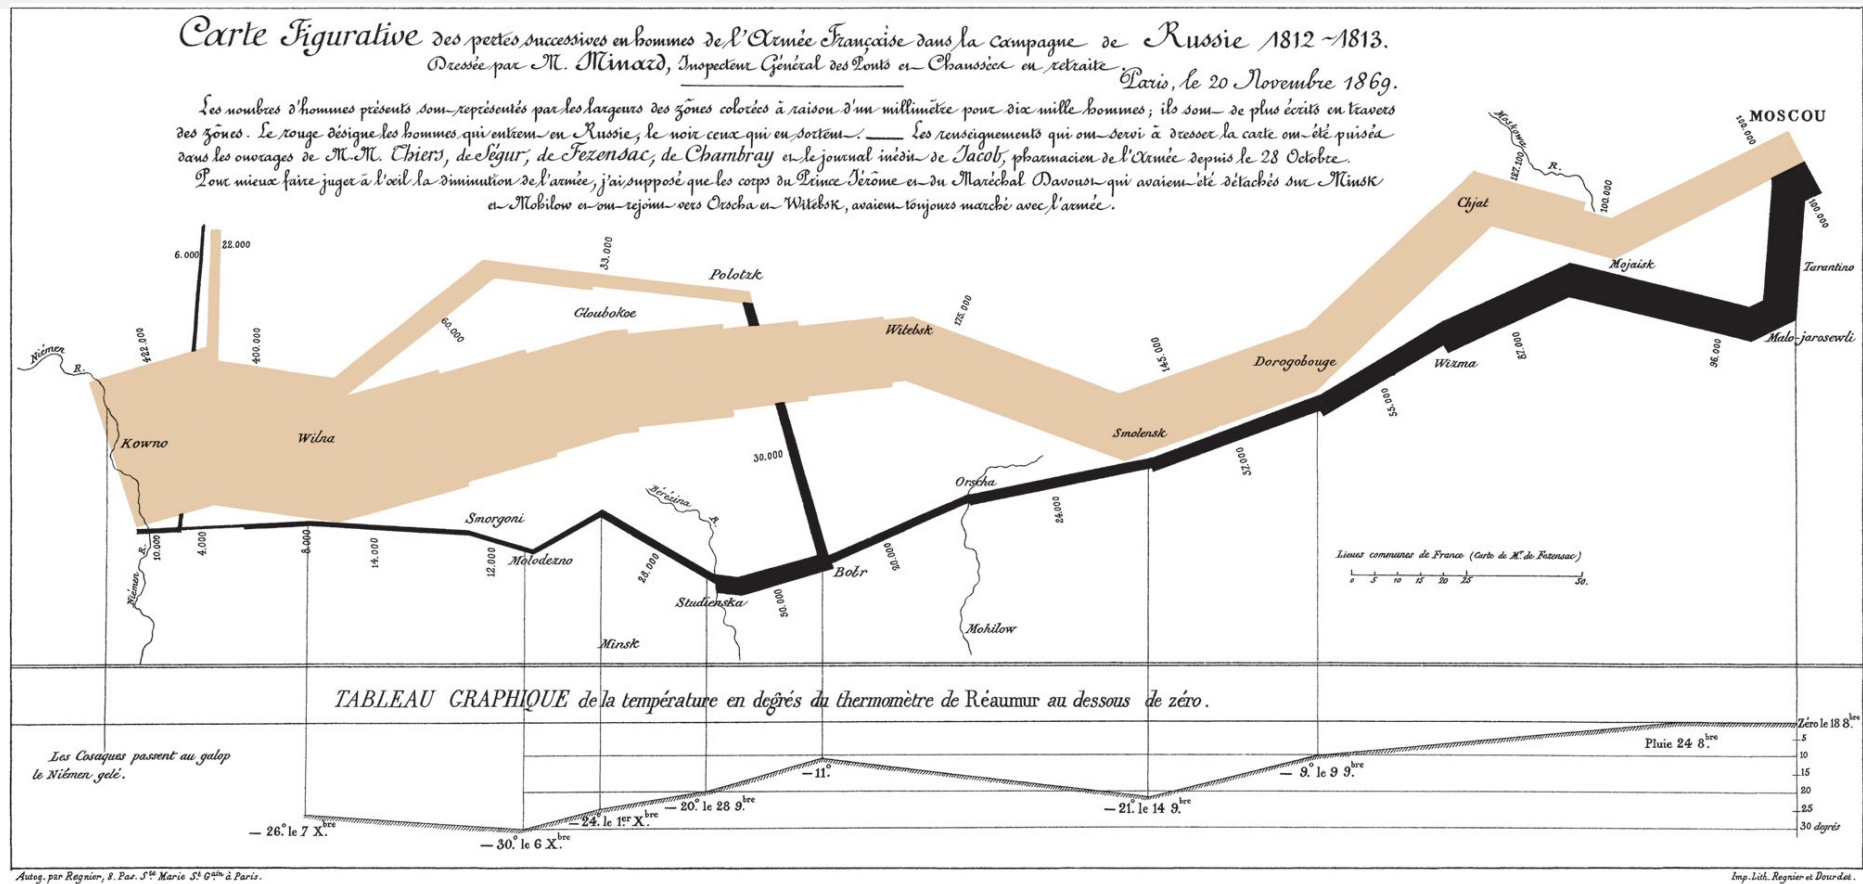 Carte Figurative des pertes successives en hommes de l'Armée Française dans la campagne de Russie 1812~1813.
Dressée par M. Minard, Inspecteur Général des Ponts et Chaussées en retraite.
Paris, le 20 Novembre 1869.
Les nombres d'hommes présents sont représentés par les largeurs des zônes colorées à raison d'un millimètre pour dix mille hommes; ils sont de plus écrits en travers
des zônes. Le rouge désigne les hommes qui entrent en Russie, le noir ceux qui en sortent. — Les renseignements qui ont servi à dresser la carte ont été puisés
dans les ouvrages de M.M. Thiers, de Ségur, de Fezensac, de Chambray et le journal inédit de Jacob, pharmacien de l'Armée depuis le 28 Octobre.
Pour mieux faire juger à l'œil la diminution de l'armée, j'ai supposé que les corps du Prince Jérôme et du Maréchal Davoust qui avaient été détachés sur Minsk
et Mohilow et ont rejoint vers Orscha et Witebsk, avaient toujours marché avec l'armée.
MOSCOU
100.000
Moskowa
R.
127.100
100.000
Chjat
100.000
Mojaisk
Tarantino
Malo-jarosewli
6.000
22.000
33.000
Polotzk
Gloubokoe
60.000
175.000
Witebsk
422.000
400.000
Niémen
R.
145.000
Dorogobouge
Wizma
87.000
96.000
55.000
Kowno
Wilna
Smolensk
37.000
30.000
Orscha
24.000
Bérézina
R.
Smorgoni
Molodezno
10.000
4.000
8.000
14.000
12.000
28.000
Studienska
50.000
Bobr
20.000
Niémen
R.
Minsk
Mohilow
Lieues communes de France (Carte de M. de Fezensac)
0 5 10 15 20 25 50.
TABLEAU GRAPHIQUE de la température en degrés du thermomètre de Réaumur au dessous de zéro.
Les Cosaques passent au galop
le Niémen gelé.
Zéro le 18 8.bre
5
10
15
20
25
30 degrés
Pluie 24 8.bre
— 9.° le 9 9.bre
— 21.° le 14 9.bre
— 11.°
— 20.° le 28 9.bre
— 24.° le 1.er X.bre
— 30.° le 6 X.bre
— 26.° le 7 X.bre
Autog. par Regnier, 8. Pas. S.te Marie S.t G.ain à Paris.
Imp. Lith. Regnier et Dourdet.